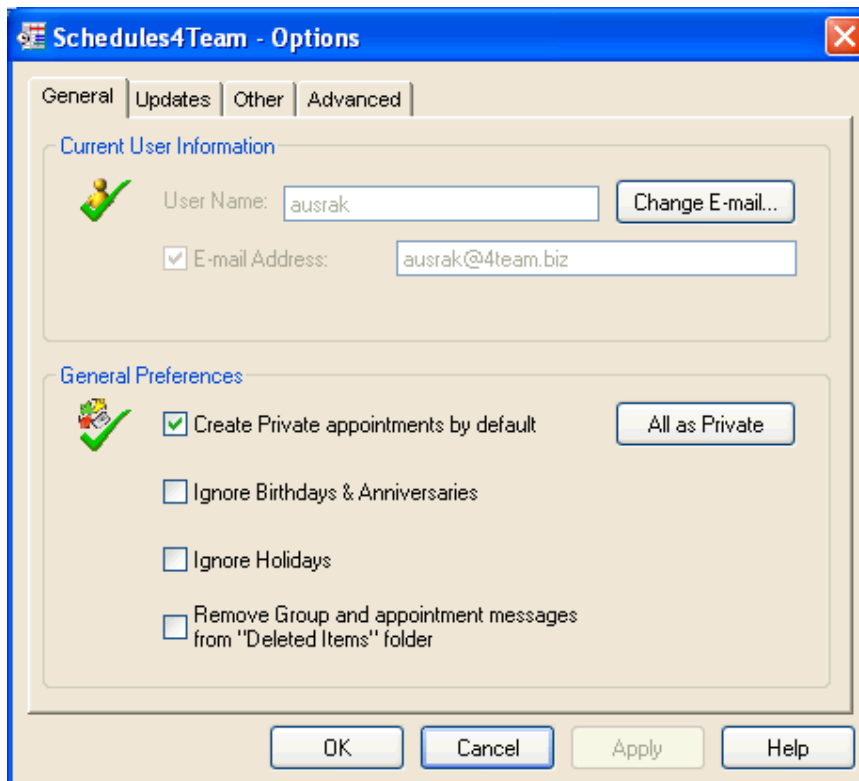 Schedules4Team - Options
General Updates Other Advanced
Current User Information
User Name: ausrak Change E-mail...
E-mail Address: ausrak@4team.biz
General Preferences
Create Private appointments by default All as Private
Ignore Birthdays & Anniversaries
Ignore Holidays
Remove Group and appointment messages
from "Deleted Items" folder
OK Cancel Apply Help